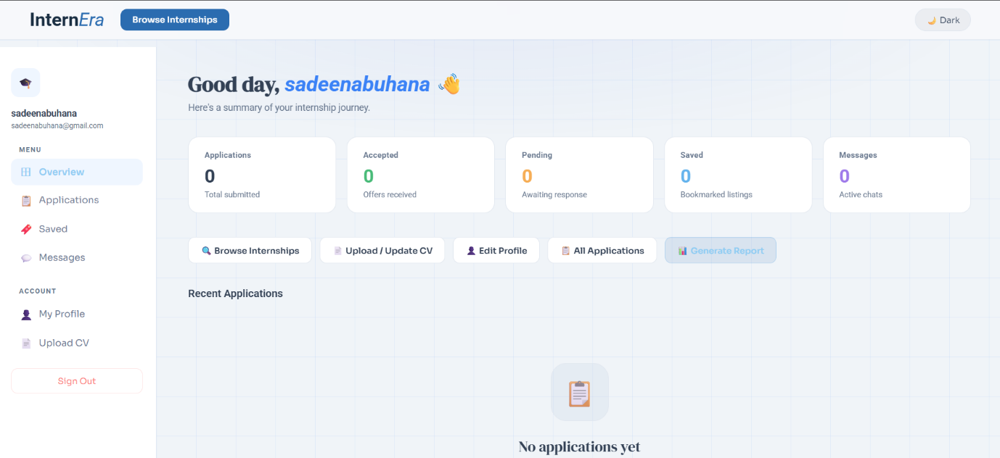 InternEra
Browse Internships
🌙 Dark
sadeenabuhana
sadeenabuhana@gmail.com
MENU
Overview
Applications
Saved
Messages
ACCOUNT
My Profile
Upload CV
Sign Out
Good day, sadeenabuhana 👋
Here's a summary of your internship journey.
Applications
0
Total submitted
Accepted
0
Offers received
Pending
0
Awaiting response
Saved
0
Bookmarked listings
Messages
0
Active chats
🔍 Browse Internships
📄 Upload / Update CV
👤 Edit Profile
📋 All Applications
📊 Generate Report
Recent Applications
No applications yet